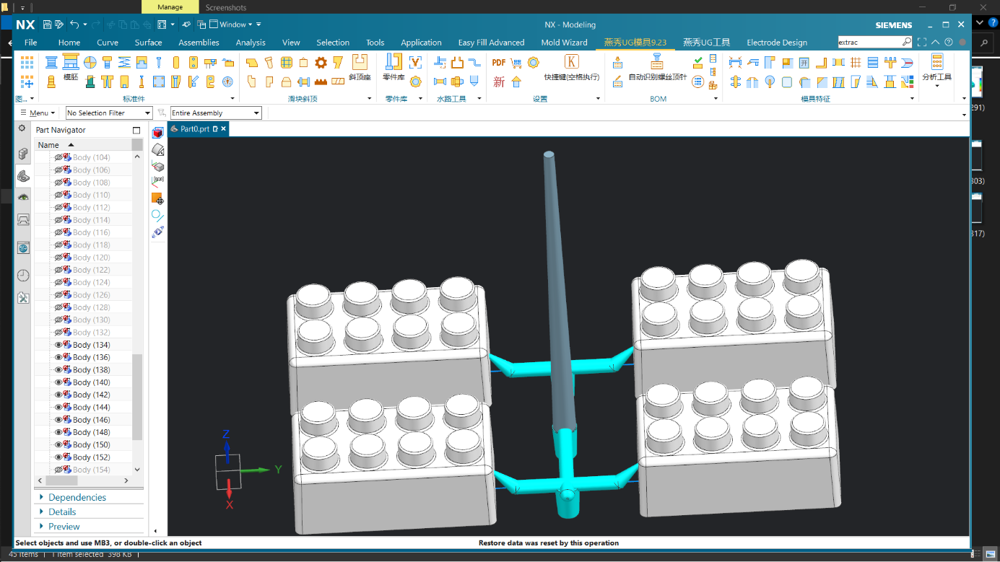 Manage
Screenshots
NX
Window
NX - Modeling
SIEMENS
File
Home
Curve
Surface
Assemblies
Analysis
View
Selection
Tools
Application
Easy Fill Advanced
Mold Wizard
燕秀UG模具9.23
燕秀UG工具
Electrode Design
extrac
模胚
斜顶座
零件库
PDF
新
K
快捷键(空格执行)
自动识别螺丝顶针
分析工具
图...
标准件
滑块斜顶
零件库
水路工具
设置
BOM
模具特征
Menu
No Selection Filter
Entire Assembly
Part Navigator
Part0.prt
Name
Body (104)
Body (106)
Body (108)
Body (110)
Body (112)
Body (114)
Body (116)
Body (118)
Body (120)
Body (122)
Body (124)
Body (126)
Body (128)
Body (130)
Body (132)
Body (134)
Body (136)
Body (138)
Body (140)
Body (142)
Body (144)
Body (146)
Body (148)
Body (150)
Body (152)
Body (154)
Dependencies
Details
Preview
Z
Y
X
291)
303)
317)
Select objects and use MB3, or double-click an object
Restore data was reset by this operation
45 items
1 item selected 398 KB